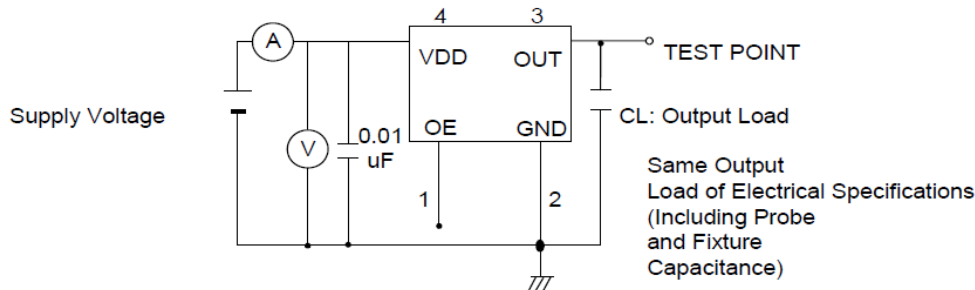 4
3
A
VDD
OUT
TEST POINT
Supply Voltage
V
0.01
uF
OE
GND
CL: Output Load
1
2
Same Output
Load of Electrical Specifications
(Including Probe
and Fixture
Capacitance)